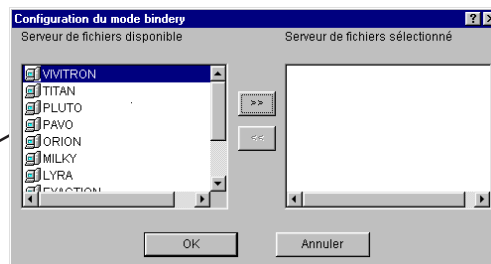 Configuration du mode bindery
Serveur de fichiers disponible
Serveur de fichiers sélectionné
VIVITRON
TITAN
PLUTO
PAVO
ORION
MILKY
LYRA
>>
<<
OK
Annuler